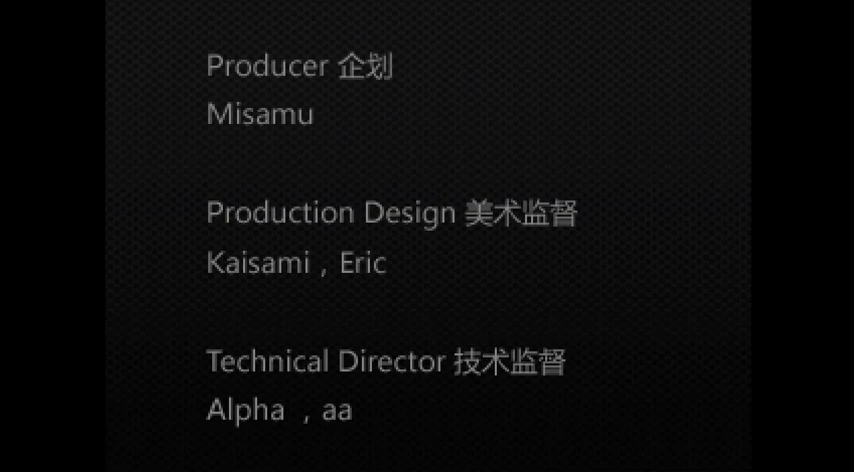 Producer 企划
Misamu
Production Design 美术监督
Kaisami，Eric
Technical Director 技术监督
Alpha ，aa